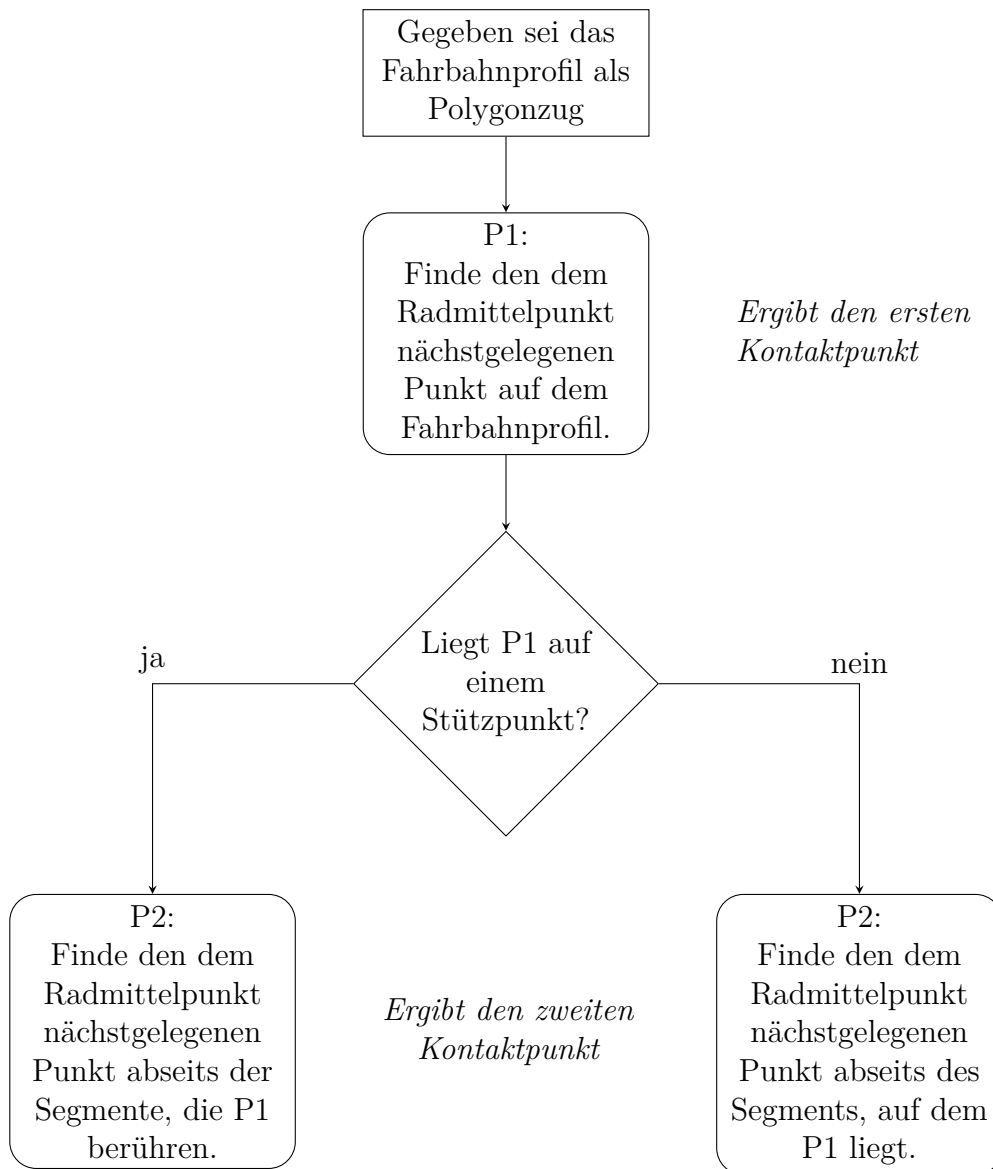 Gegeben sei das
Fahrbahnprofil als
Polygonzug
P1:
Finde den dem
Radmittelpunkt
nächstgelegenen
Punkt auf dem
Fahrbahnprofil.
Ergibt den ersten
Kontaktpunkt
Liegt P1 auf
einem
Stützpunkt?
ja
nein
P2:
Finde den dem
Radmittelpunkt
nächstgelegenen
Punkt abseits der
Segmente, die P1
berühren.
Ergibt den zweiten
Kontaktpunkt
P2:
Finde den dem
Radmittelpunkt
nächstgelegenen
Punkt abseits des
Segments, auf dem
P1 liegt.